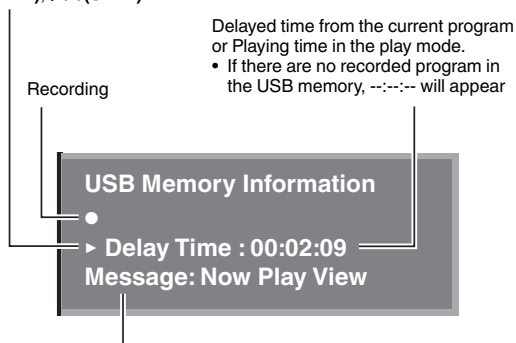 Delayed time from the current program
or Playing time in the play mode.
• If there are no recorded program in
the USB memory, --:--:-- will appear
Recording
USB Memory Information
●
► Delay Time : 00:02:09
Message: Now Play View